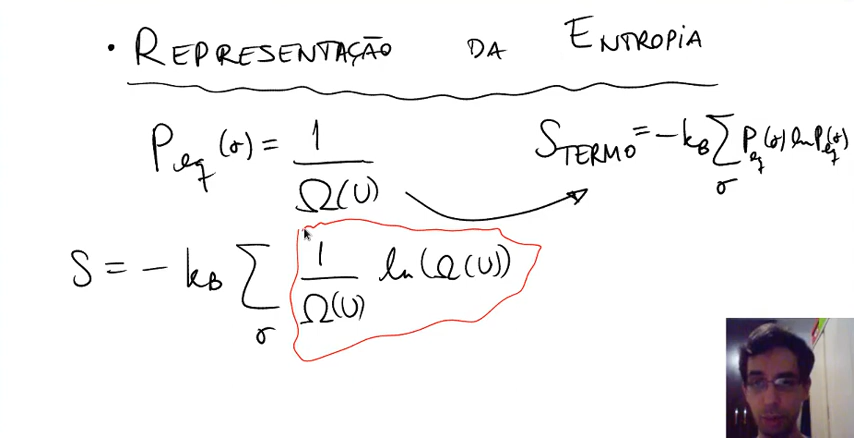 • REPRESENTAÇÃO DA ENTROPIA
P_eq(σ) = 1/Ω(U)
S_TERMO = -k_B Σ_σ P_eq(σ) ln P_eq(σ)
S = - k_B Σ_σ 1/Ω(U) ln(Ω(U))